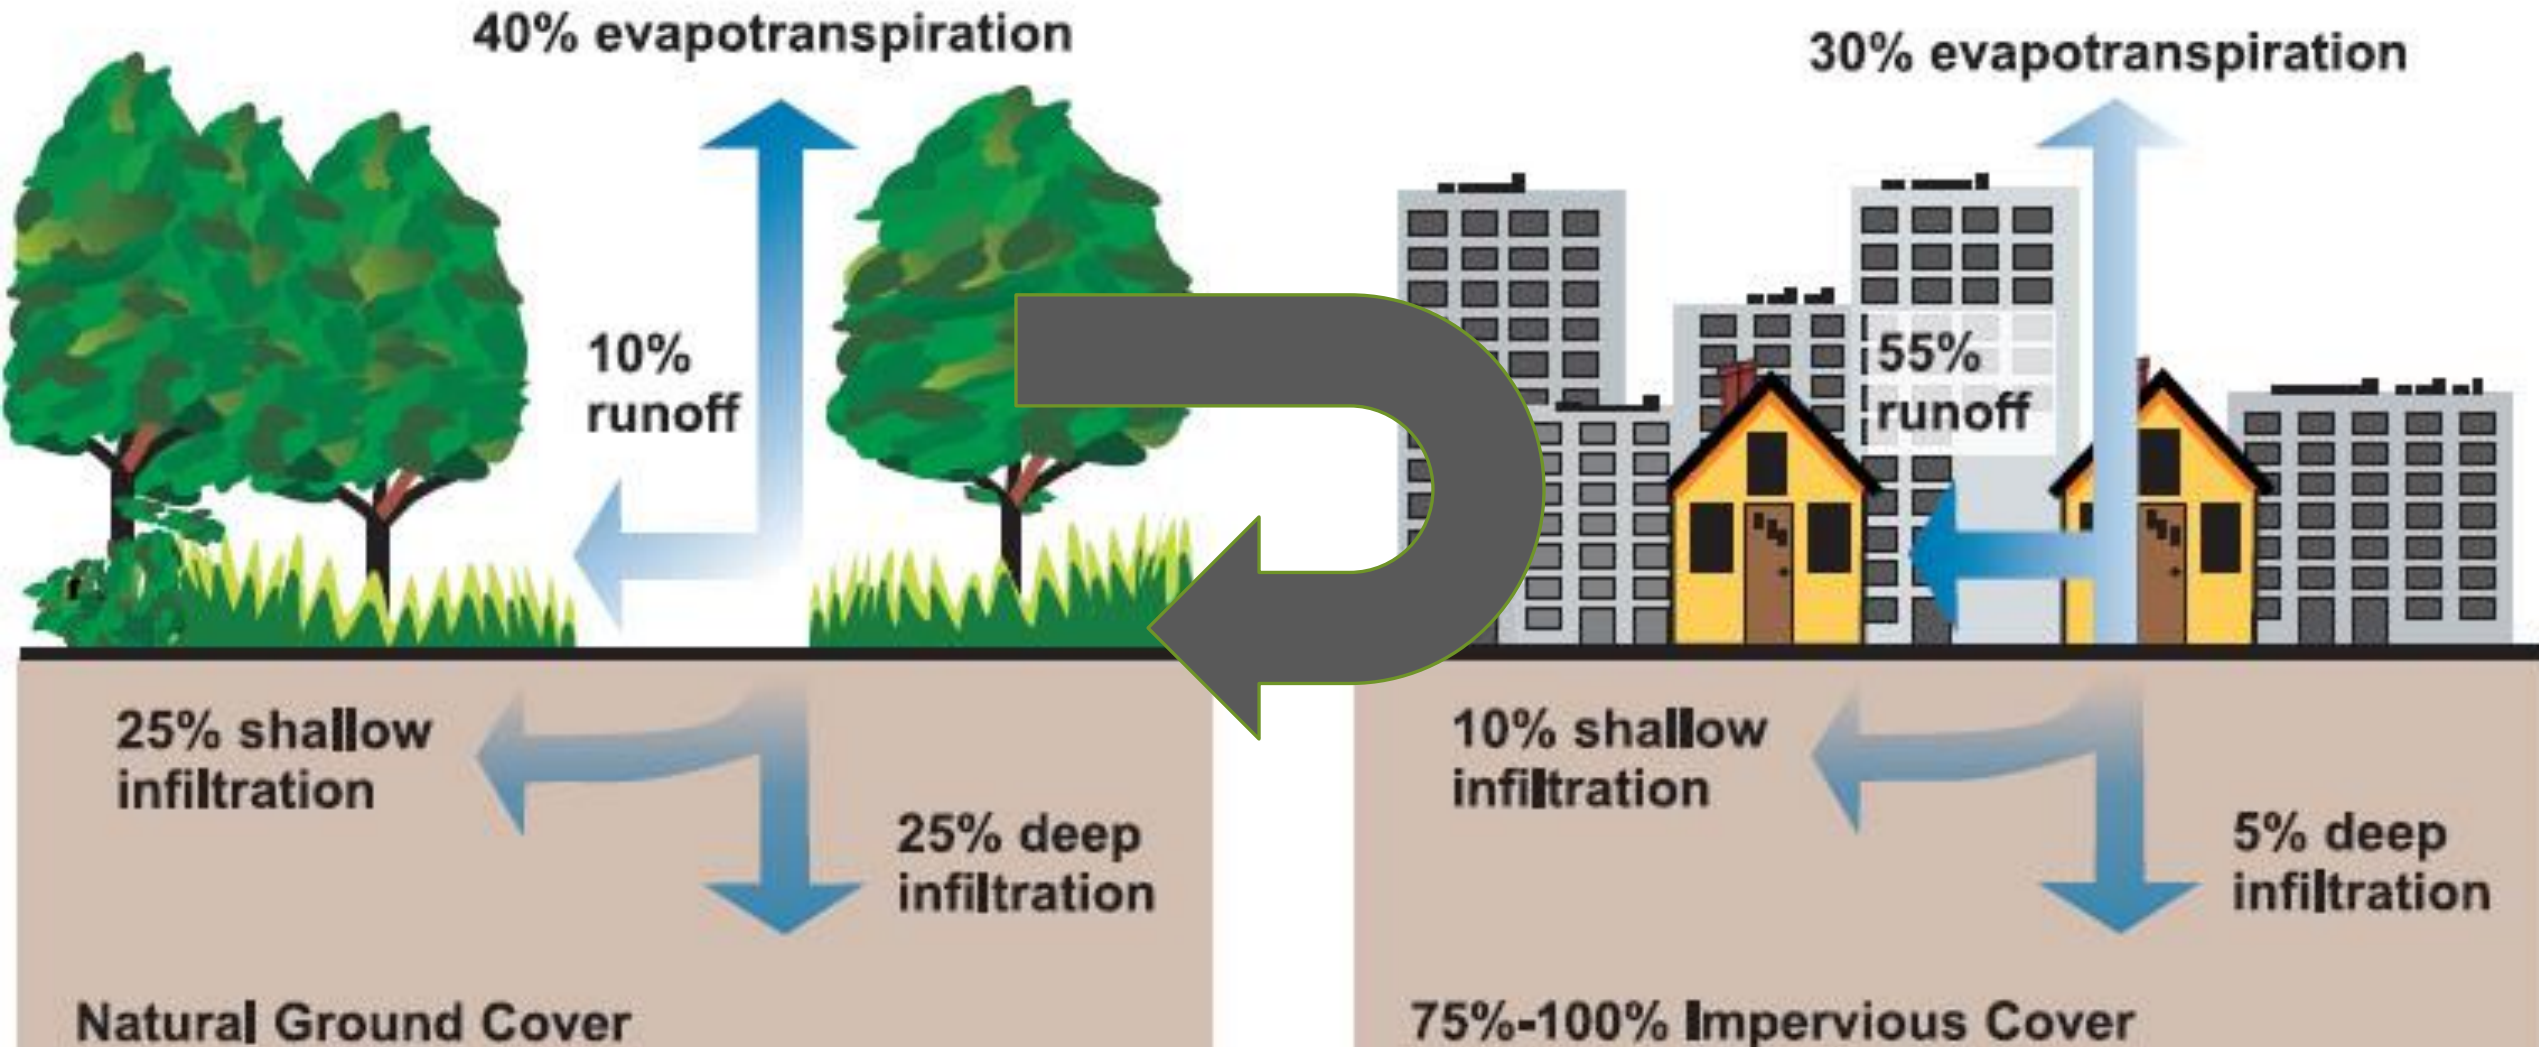 40% evapotranspiration
10%
runoff
25% shallow
infiltration
25% deep
infiltration
Natural Ground Cover
30% evapotranspiration
55%
runoff
10% shallow
infiltration
5% deep
infiltration
75%-100% Impervious Cover